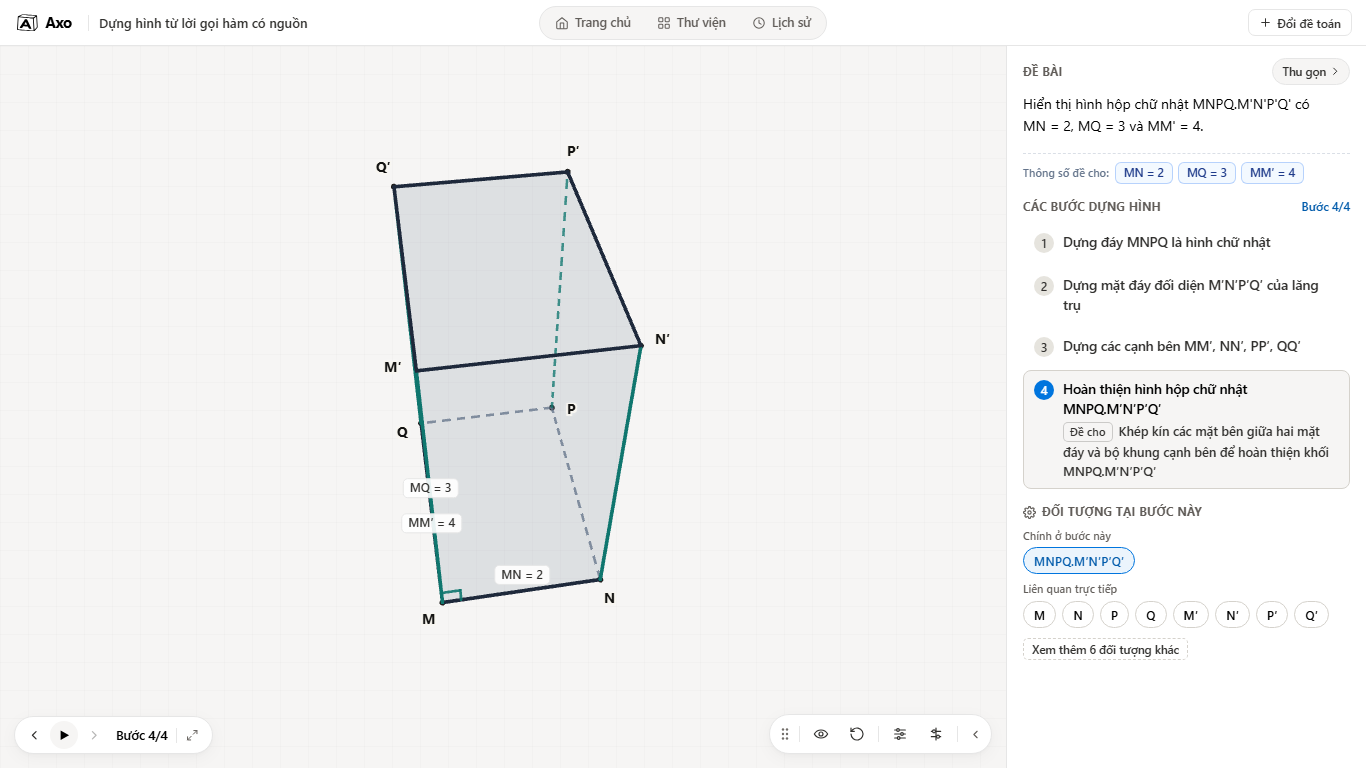 Axo
Dựng hình từ lời gọi hàm có nguồn
Trang chủ
Thư viện
Lịch sử
Đổi đề toán
P′
Q′
N′
M′
P
Q
MQ = 3
MM′ = 4
MN = 2
N
M
Bước 4/4
ĐỀ BÀI
Thu gọn
Hiển thị hình hộp chữ nhật MNPQ.M'N'P'Q' có
MN = 2, MQ = 3 và MM' = 4.
Thông số đề cho:
MN = 2
MQ = 3
MM′ = 4
CÁC BƯỚC DỰNG HÌNH
Bước 4/4
1
Dựng đáy MNPQ là hình chữ nhật
2
Dựng mặt đáy đối diện M′N′P′Q′ của lăng
trụ
3
Dựng các cạnh bên MM′, NN′, PP′, QQ′
4
Hoàn thiện hình hộp chữ nhật
MNPQ.M′N′P′Q′
Đề cho Khép kín các mặt bên giữa hai mặt
đáy và bộ khung cạnh bên để hoàn thiện khối
MNPQ.M′N′P′Q′
ĐỐI TƯỢNG TẠI BƯỚC NÀY
Chính ở bước này
MNPQ.M′N′P′Q′
Liên quan trực tiếp
M
N
P
Q
M′
N′
P′
Q′
Xem thêm 6 đối tượng khác